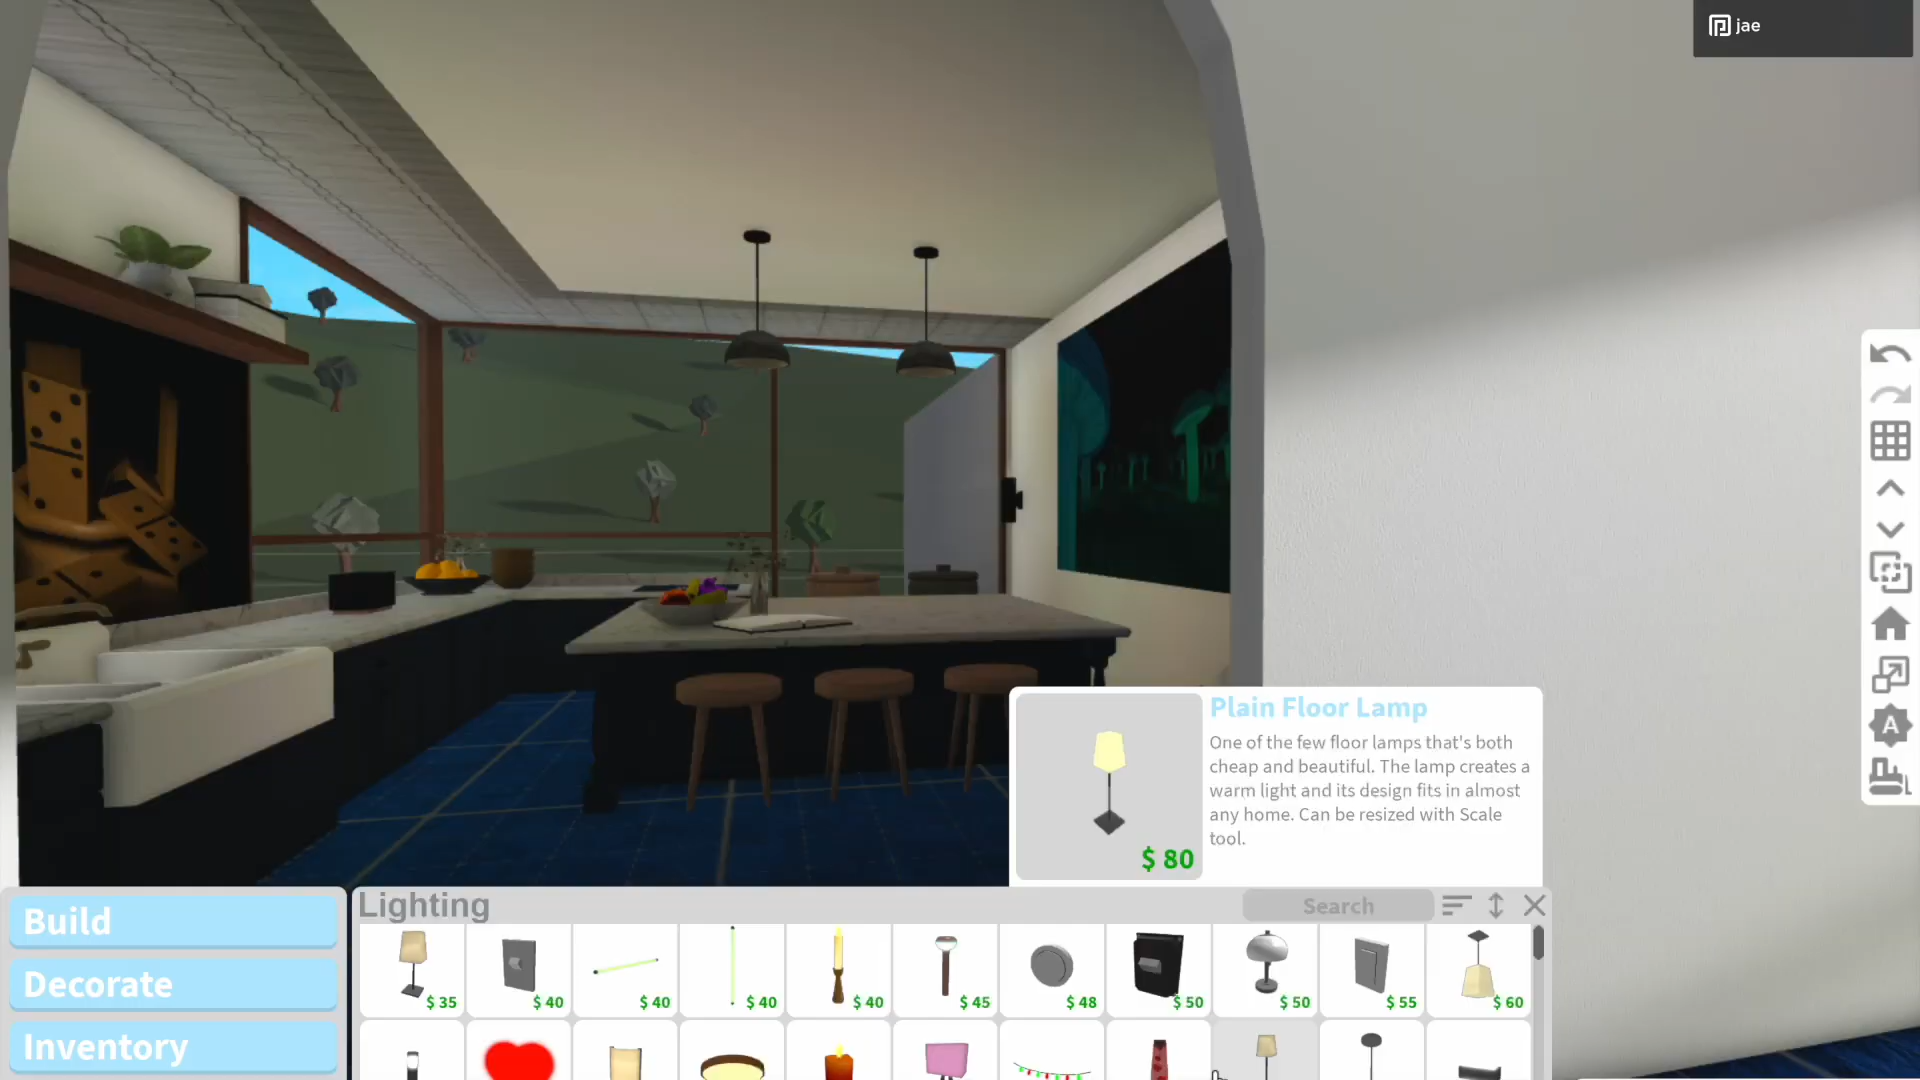 jae
Plain Floor Lamp
One of the few floor lamps that's both
cheap and beautiful. The lamp creates a
warm light and its design fits in almost
any home. Can be resized with Scale
tool.
$ 80
Build
Decorate
Inventory
Lighting
Search
$ 35
$ 40
$ 40
$ 40
$ 40
$ 45
$ 48
$ 50
$ 50
$ 55
$ 60
A